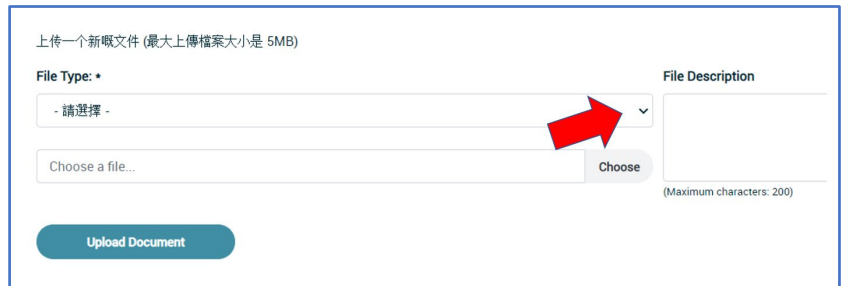 上传一个新嘅文件 (最大上傳檔案大小是 5MB)
File Type: *
File Description
- 請選擇 -
Choose a file...
Choose
(Maximum characters: 200)
Upload Document